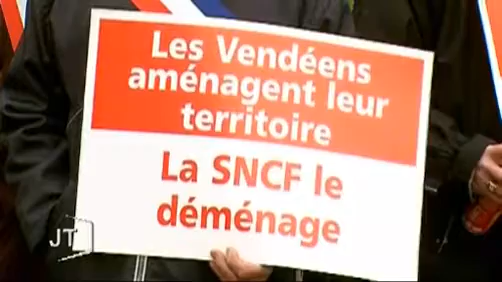 Les Vendéens
aménagent leur
territoire
La SNCF le
déménage
JT